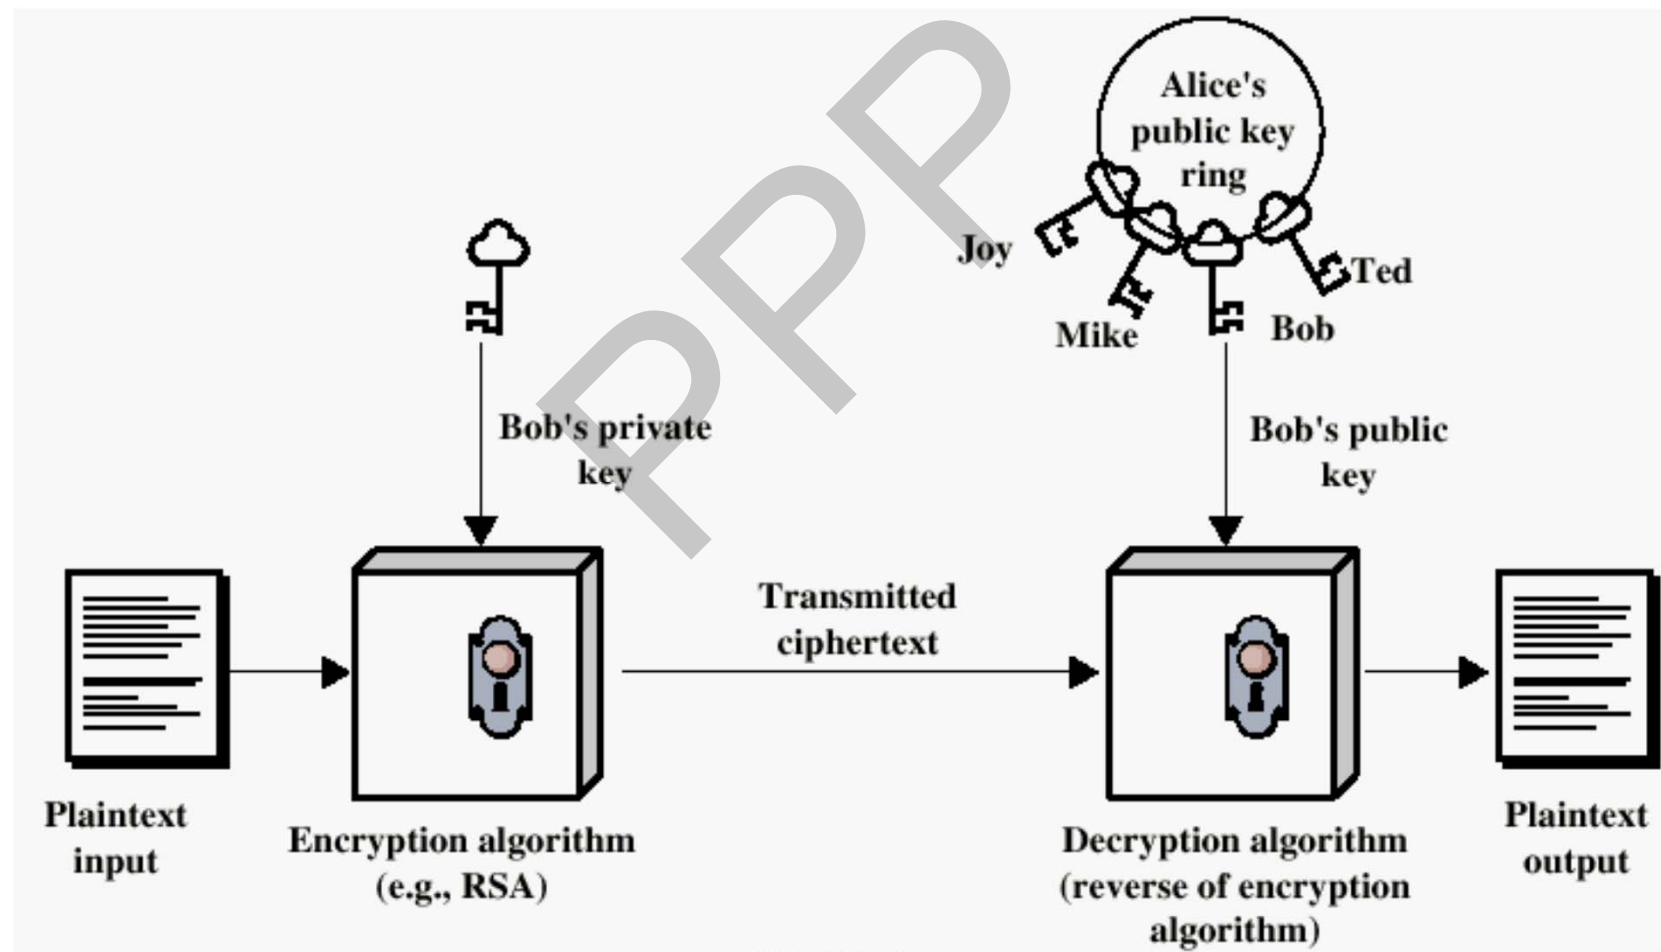 Alice's
public key
ring
Joy
Ted
Mike
Bob
Bob's private
key
Bob's public
key
Transmitted
ciphertext
Plaintext
input
Encryption algorithm
(e.g., RSA)
Decryption algorithm
(reverse of encryption
algorithm)
Plaintext
output
PPP